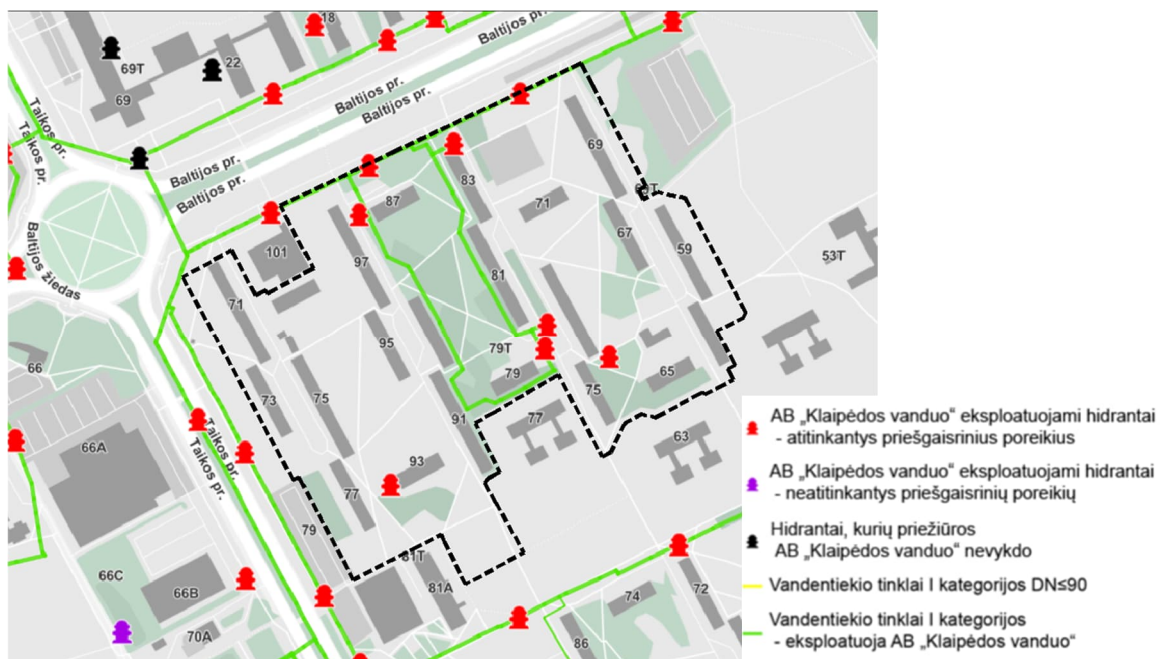 18
Baltijos pr.
69T
22
69
Baltijos pr.
Baltijos pr.
Taikos pr.
Taikos pr.
Baltijos pr.
Baltijos pr.
69
83
87
71
67
59
53T
101
97
81
Baltijos žiedas
71
95
79T
66
79
65
73
75
75
77
91
63
66A
93
Taikos pr.
Taikos pr.
77
79
81T
81A
66C
66B
74
72
70A
86
AB „Klaipėdos vanduo“ eksploatuojami hidrantai
- atitinkantys priešgaisrinius poreikius
AB „Klaipėdos vanduo“ eksploatuojami hidrantai
- neatitinkantys priešgaisrinių poreikių
Hidrantai, kurių priežiūros
AB „Klaipėdos vanduo“ nevykdo
Vandentiekio tinklai I kategorijos DN≤90
Vandentiekio tinklai I kategorijos
- eksploatuoja AB „Klaipėdos vanduo“